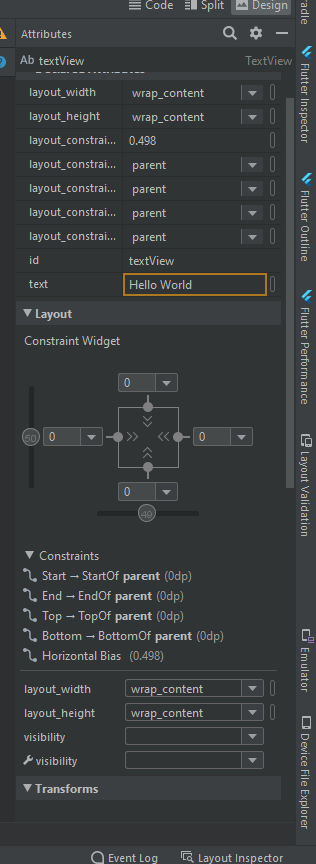 Code Split Design
Attributes
Ab textView TextView
layout_width wrap_content
layout_height wrap_content
layout_constrai... 0.498
layout_constrai... parent
layout_constrai... parent
layout_constrai... parent
layout_constrai... parent
id textView
text Hello World
Layout
Constraint Widget
0
50 0 0
0
49
Constraints
Start → StartOf parent (0dp)
End → EndOf parent (0dp)
Top → TopOf parent (0dp)
Bottom → BottomOf parent (0dp)
Horizontal Bias (0.498)
layout_width wrap_content
layout_height wrap_content
visibility
visibility
Transforms
Event Log Layout Inspector
Flutter Inspector
Flutter Outline
Flutter Performance
Layout Validation
Emulator
Device File Explorer